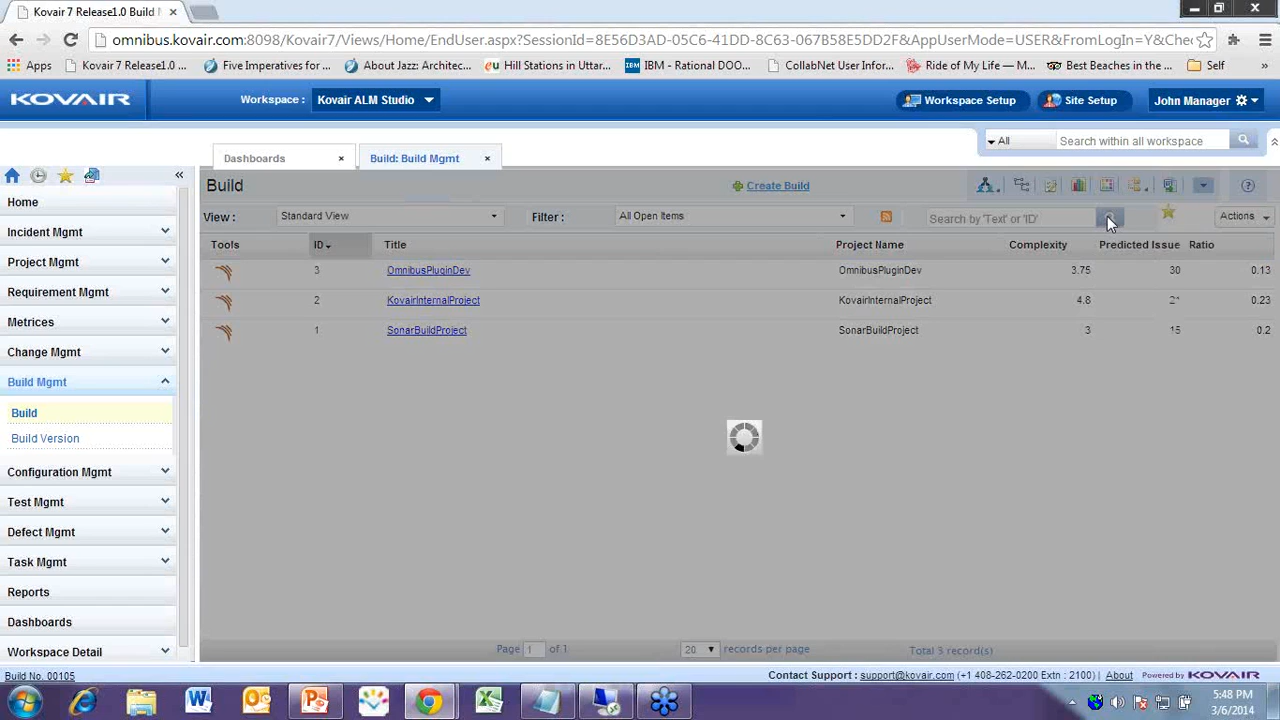 Kovair 7 Release1.0 Build M
omnibus.kovair.com:8098/Kovair7/Views/Home/EndUser.aspx?SessionId=8E56D3AD-05C6-41DD-8C63-067B58E5DD2F&AppUserMode=USER&FromLogIn=Y&Chec
Apps Kovair 7 Release1.0 ... Five Imperatives for ... About Jazz: Architec... Hill Stations in Uttar... IBM - Rational DOO... CollabNet User Infor... Ride of My Life — M... Best Beaches in the ... Self
KOVAIR Workspace : Kovair ALM Studio Workspace Setup Site Setup John Manager
All Search within all workspace
Dashboards × Build: Build Mgmt ×
Build Create Build
View : Standard View Filter : All Open Items Search by 'Text' or 'ID' Actions
Tools ID Title Project Name Complexity Predicted Issue Ratio
3 OmnibusPluginDev OmnibusPluginDev 3.75 30 0.13
2 KovairInternalProject KovairInternalProject 4.8 0.23
1 SonarBuildProject SonarBuildProject 3 15 0.2
Home
Incident Mgmt
Project Mgmt
Requirement Mgmt
Metrices
Change Mgmt
Build Mgmt
Build
Build Version
Configuration Mgmt
Test Mgmt
Defect Mgmt
Task Mgmt
Reports
Dashboards
Workspace Detail
Page 1 of 1 20 records per page Total 3 record(s)
Build No. 00105 Contact Support : support@kovair.com (+1 408-262-0200 Extn : 2100) | About Powered by KOVAIR
5:48 PM
3/6/2014